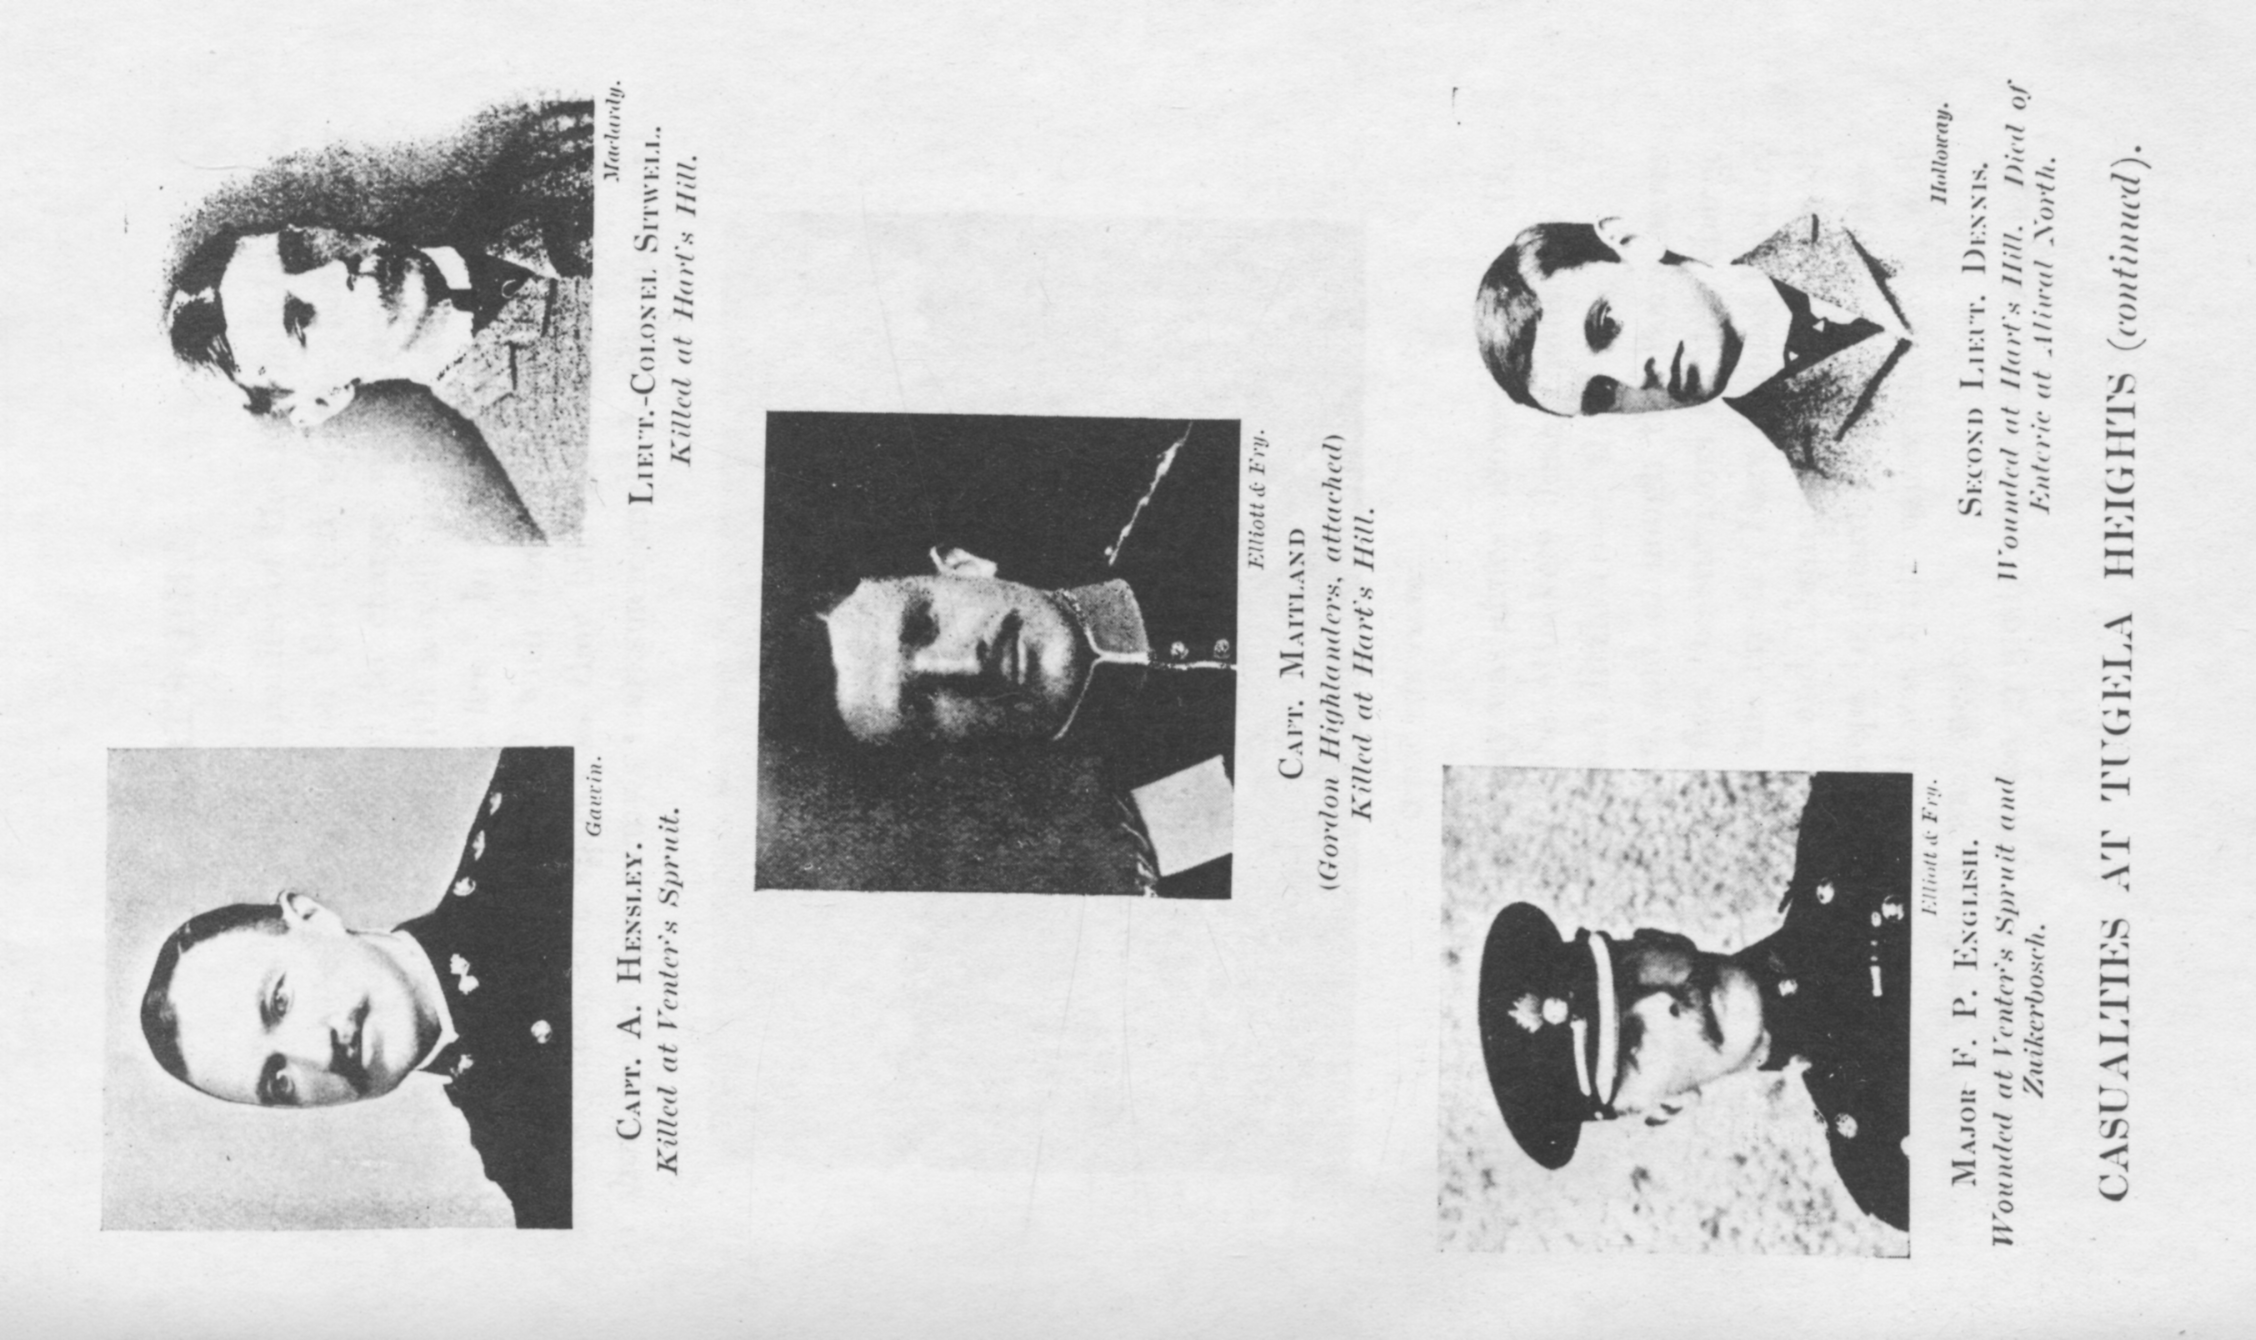 Gawin.
CAPT. A. HENSLEY.
Killed at Venter's Spruit.
Maclardy.
LIEUT.-COLONEL SITWELL.
Killed at Hart's Hill.
Elliott & Fry.
CAPT. MAITLAND
(Gordon Highlanders, attached)
Killed at Hart's Hill.
Elliott & Fry.
MAJOR F. P. ENGLISH.
Wounded at Venter's Spruit and
Zuikerbosch.
Holloway.
SECOND LIEUT. DENNIS.
Wounded at Hart's Hill. Died of
Enteric at Aliwal North.
CASUALTIES AT TUGELA HEIGHTS (continued).